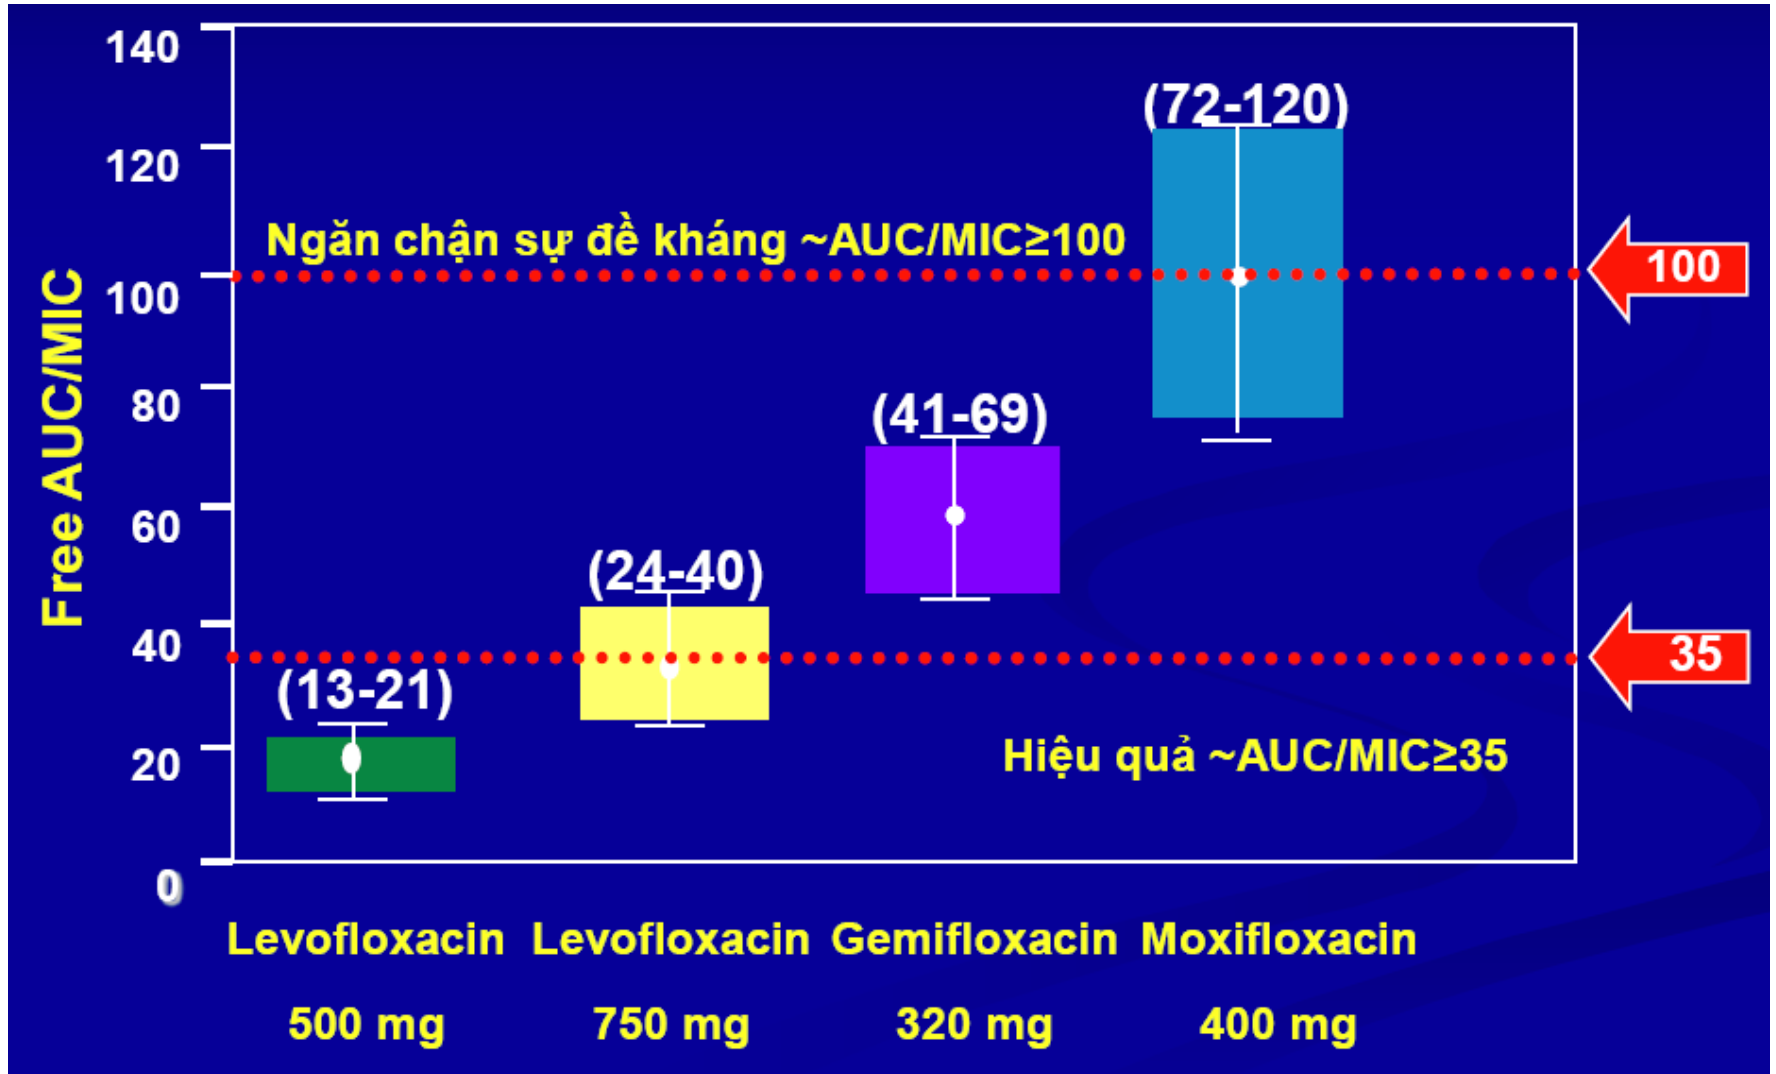 140
120
100
80
60
40
20
0
Free AUC/MIC
(72-120)
Ngăn chận sự đề kháng ~AUC/MIC≥100
100
(41-69)
(24-40)
(13-21)
35
Hiệu quả ~AUC/MIC≥35
Levofloxacin Levofloxacin Gemifloxacin Moxifloxacin
500 mg 750 mg 320 mg 400 mg